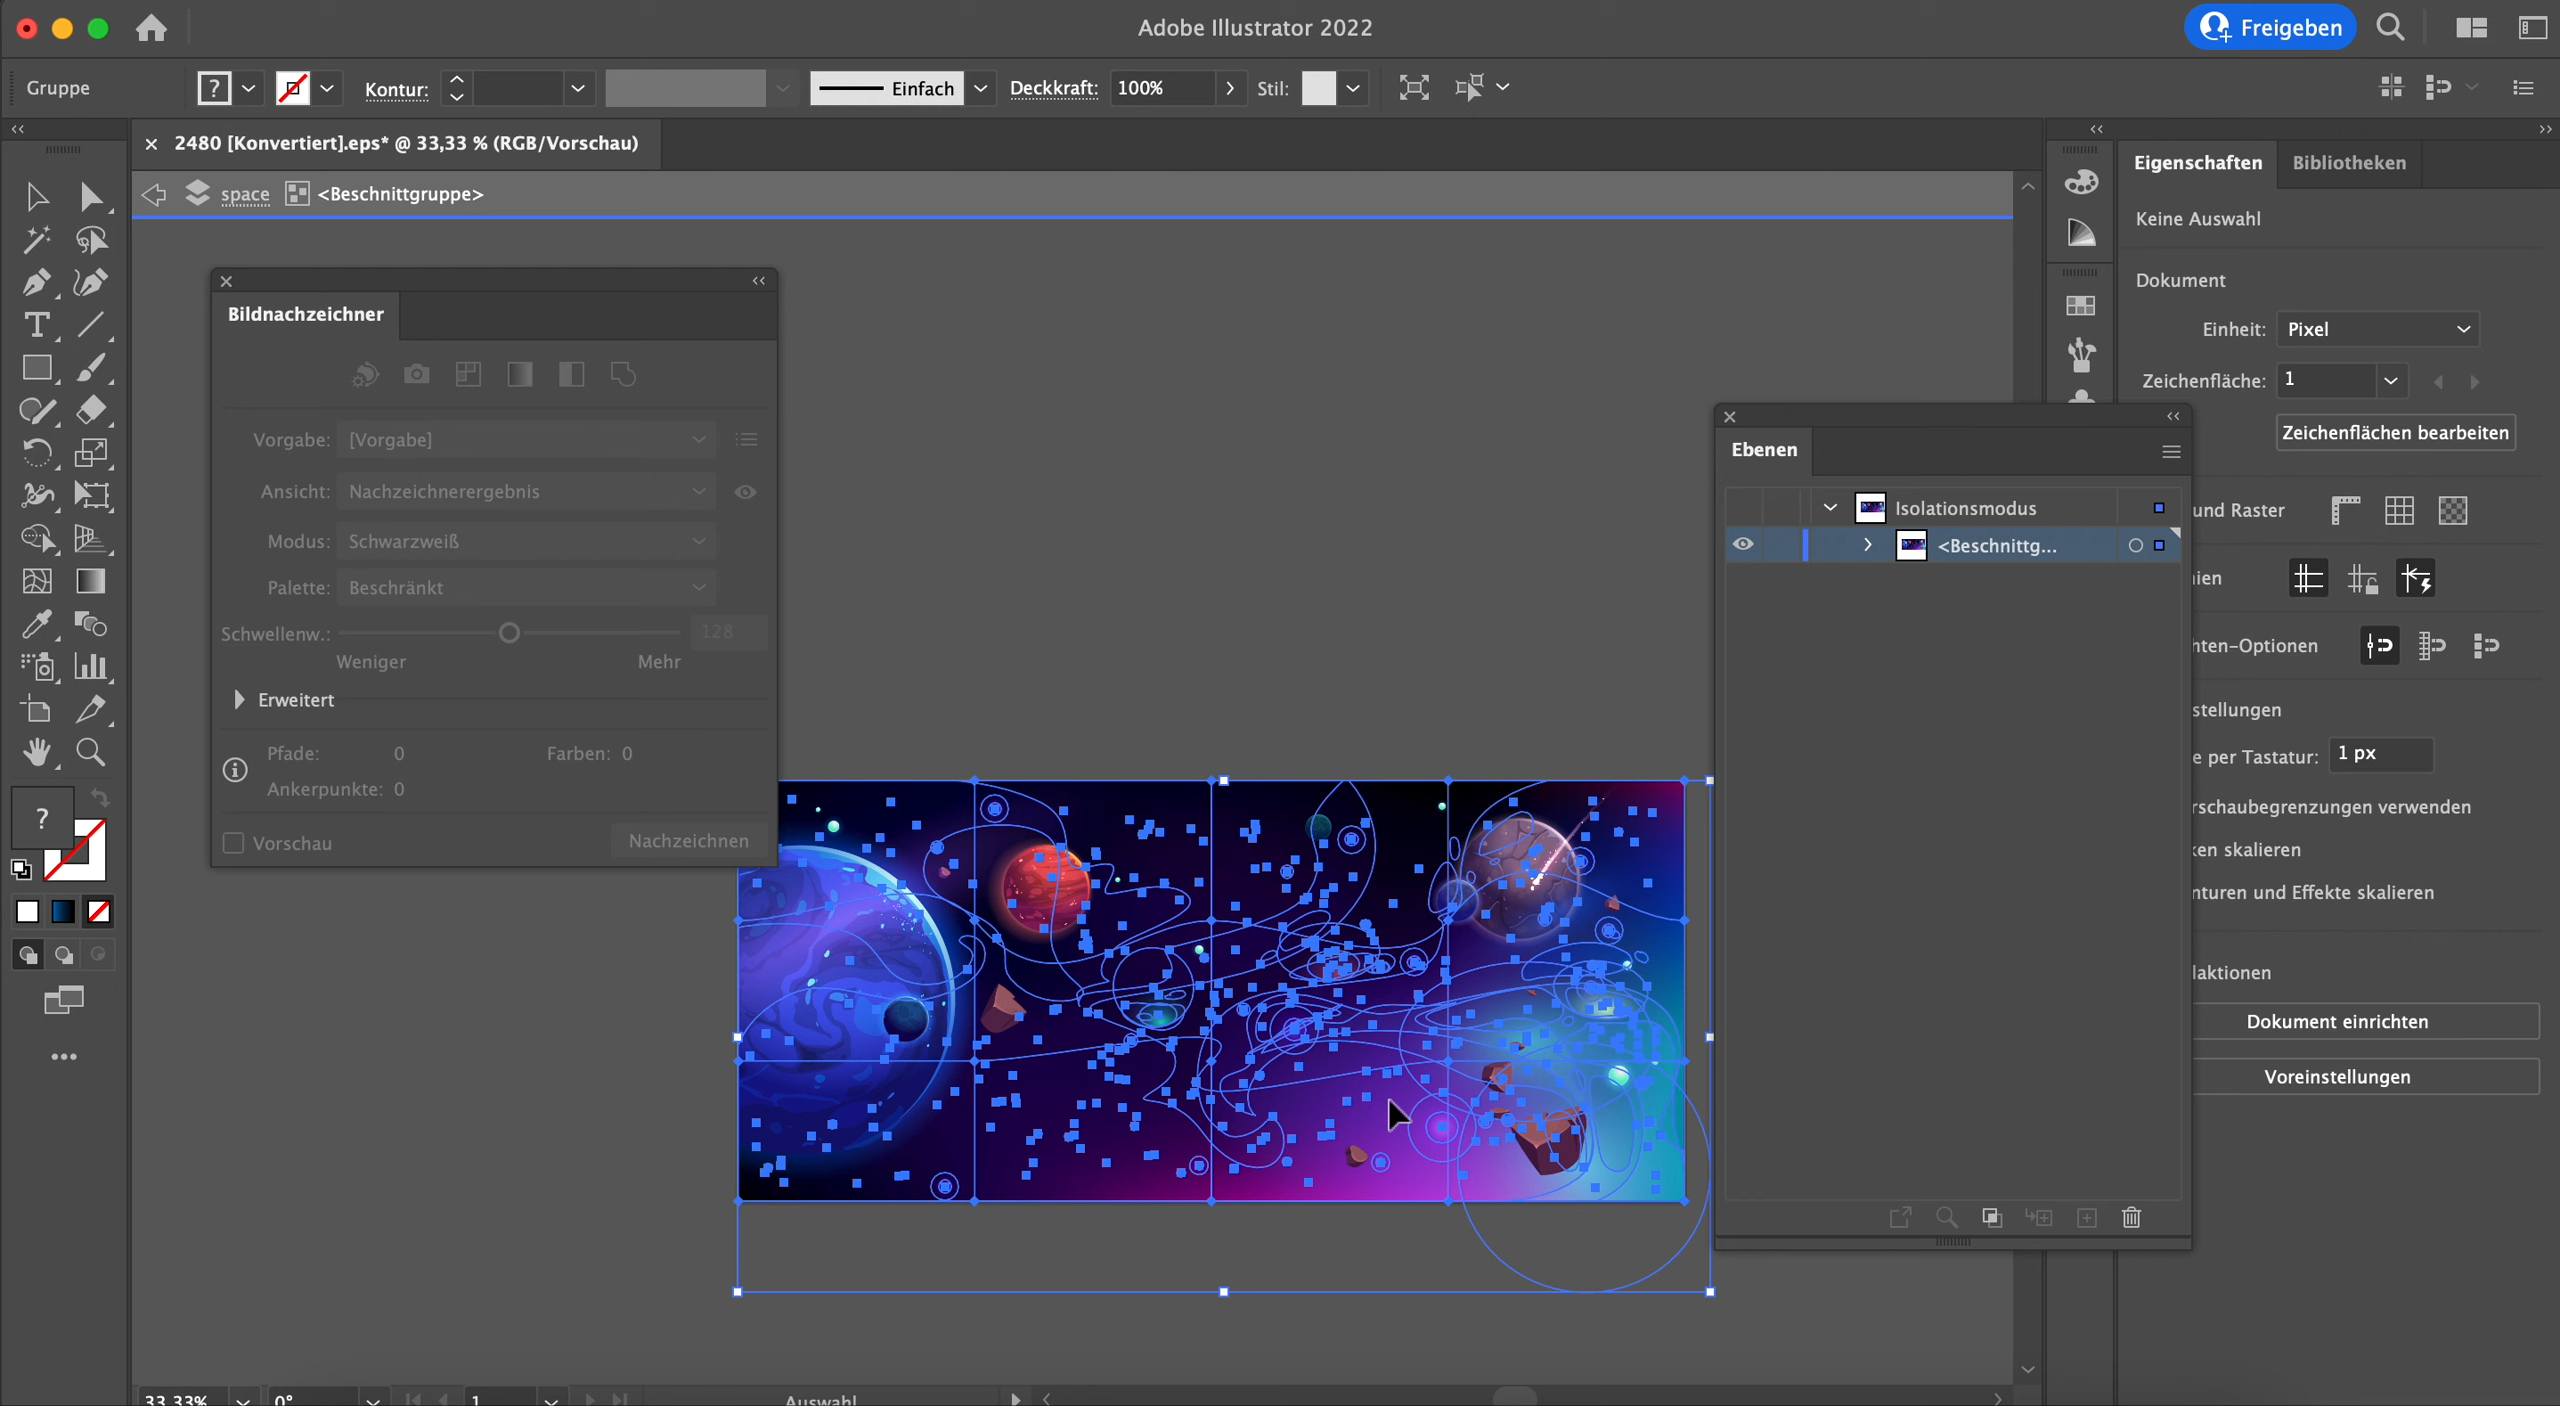 Adobe Illustrator 2022
Freigeben
Gruppe
?
Kontur:
Einfach
Deckkraft:
100%
Stil:
2480 [Konvertiert].eps* @ 33,33 % (RGB/Vorschau)
space
<Beschnittgruppe>
Bildnachzeichner
Vorgabe:
[Vorgabe]
Ansicht:
Nachzeichnerergebnis
Modus:
Schwarzweiß
Palette:
Beschränkt
Schwellenw.:
128
Weniger
Mehr
Erweitert
Pfade:
0
Farben:
0
Ankerpunkte:
0
Vorschau
Nachzeichnen
?
Ebenen
Isolationsmodus
<Beschnittg...
Eigenschaften
Bibliotheken
Keine Auswahl
Dokument
Einheit:
Pixel
Zeichenfläche:
1
Zeichenflächen bearbeiten
und Raster
ien
hten-Optionen
stellungen
e per Tastatur:
1 px
rschaubegrenzungen verwenden
ken skalieren
nturen und Effekte skalieren
laktionen
Dokument einrichten
Voreinstellungen
33,33%
0°
1
Auswahl